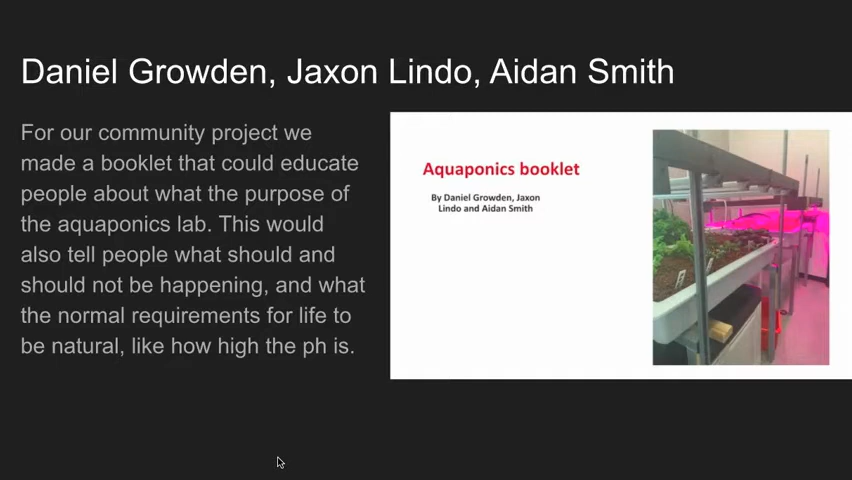 Daniel Growden, Jaxon Lindo, Aidan Smith
For our community project we
made a booklet that could educate
people about what the purpose of
the aquaponics lab. This would
also tell people what should and
should not be happening, and what
the normal requirements for life to
be natural, like how high the ph is.
Aquaponics booklet
By Daniel Growden, Jaxon
Lindo and Aidan Smith